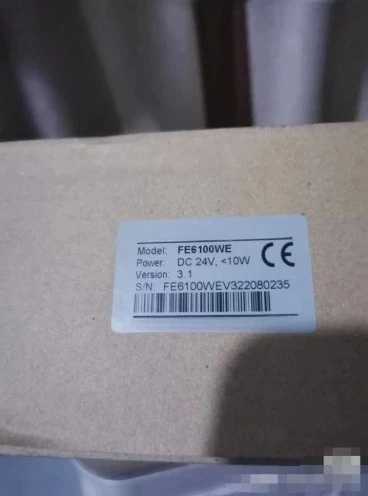 Model: FE6100WE
Power: DC 24V, <10W
Version: 3.1
S/N: FE6100WEV322080235
CE